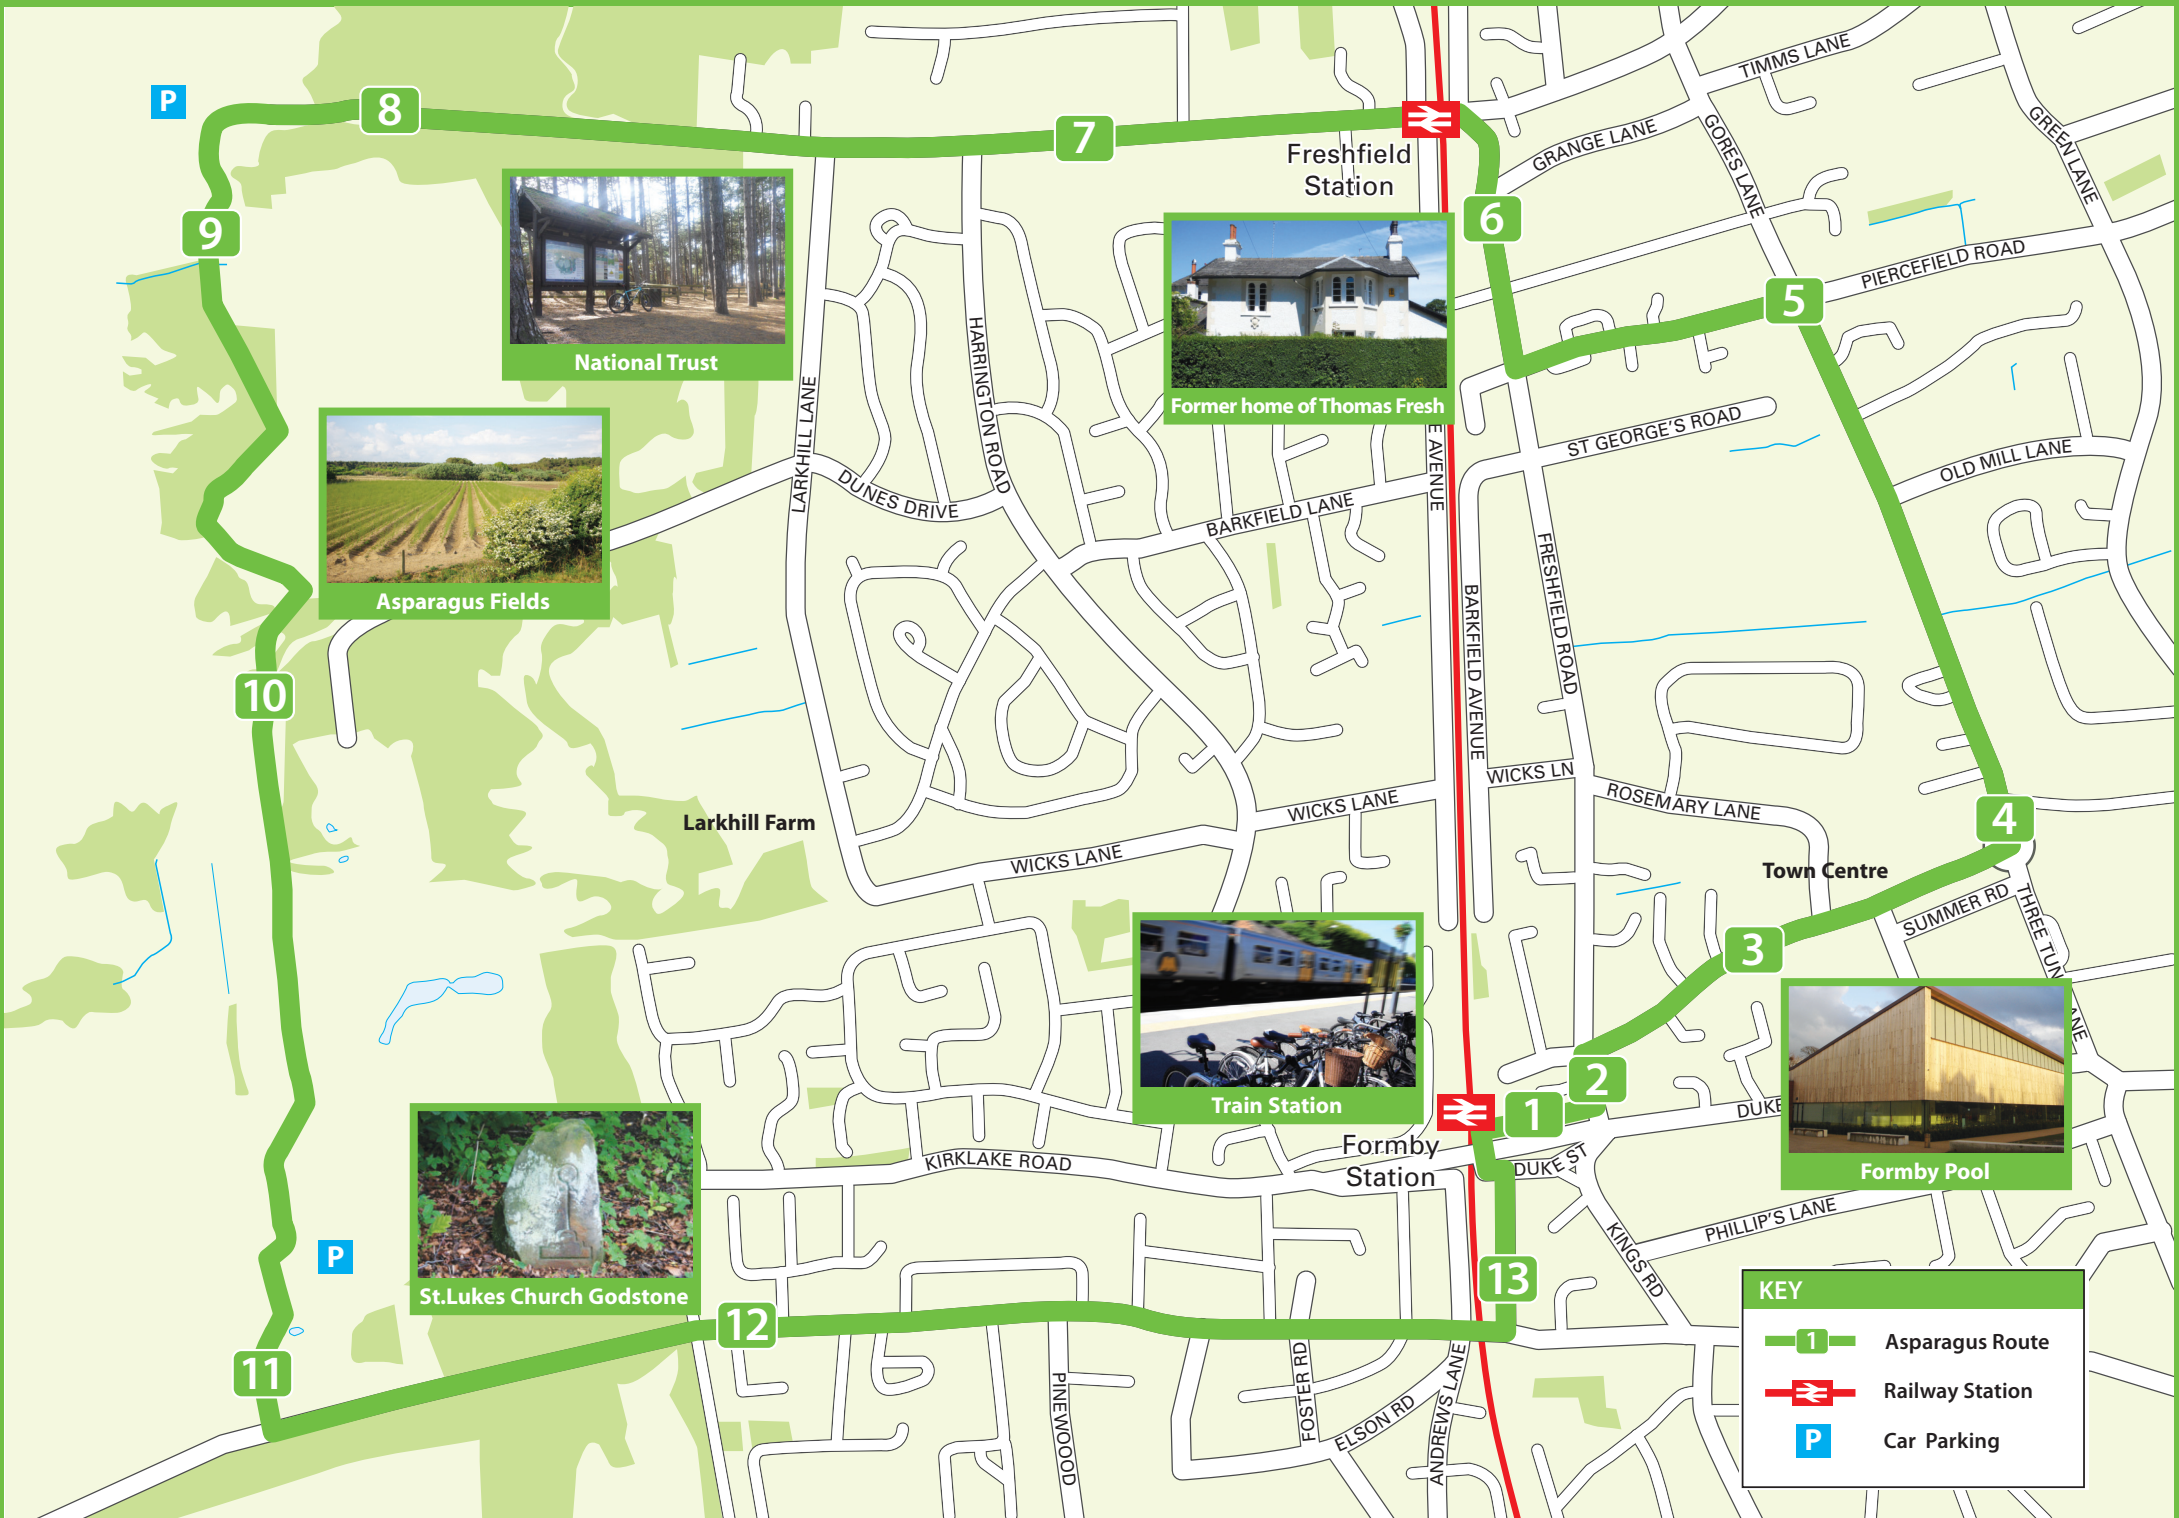 TIMMS LANE
P
8
7
Freshfield
Station
GRANGE LANE
GORES LANE
GREEN LANE
6
9
PIERCEFIELD ROAD
5
National Trust
HARRINGTON ROAD
LARKHILL LANE
Former home of Thomas Fresh
E AVENUE
ST GEORGE'S ROAD
OLD MILL LANE
DUNES DRIVE
BARKFIELD LANE
FRESHFIELD ROAD
Asparagus Fields
BARKFIELD AVENUE
10
WICKS LN
ROSEMARY LANE
WICKS LANE
4
Larkhill Farm
WICKS LANE
Town Centre
SUMMER RD
THREE TUN
ANE
3
2
1
Train Station
DUKE
Formby
Station
DUKE ST
KIRKLAKE ROAD
Formby Pool
PHILLIP'S LANE
KINGS RD
P
13
St.Lukes Church Godstone
12
11
PINEWOOOD
FOSTER RD
ELSON RD
ANDREWS LANE
KEY
1 Asparagus Route
Railway Station
P Car Parking